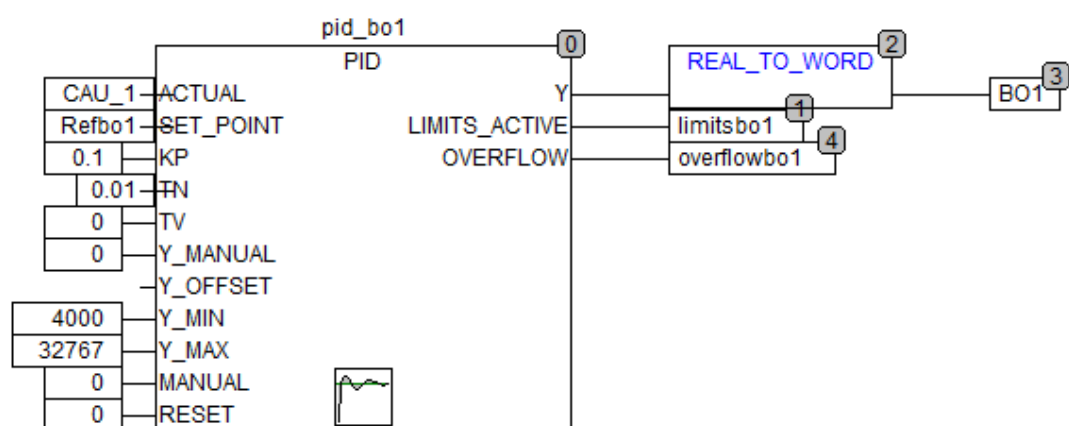 pid_bo1
0
PID
2
REAL_TO_WORD
3
CAU_1 ACTUAL Y BO1
1
Refbo1 SET_POINT LIMITS_ACTIVE limitsbo1
4
0.1 KP OVERFLOW overflowbo1
0.01 TN
0 TV
0 Y_MANUAL
Y_OFFSET
4000 Y_MIN
32767 Y_MAX
0 MANUAL
0 RESET